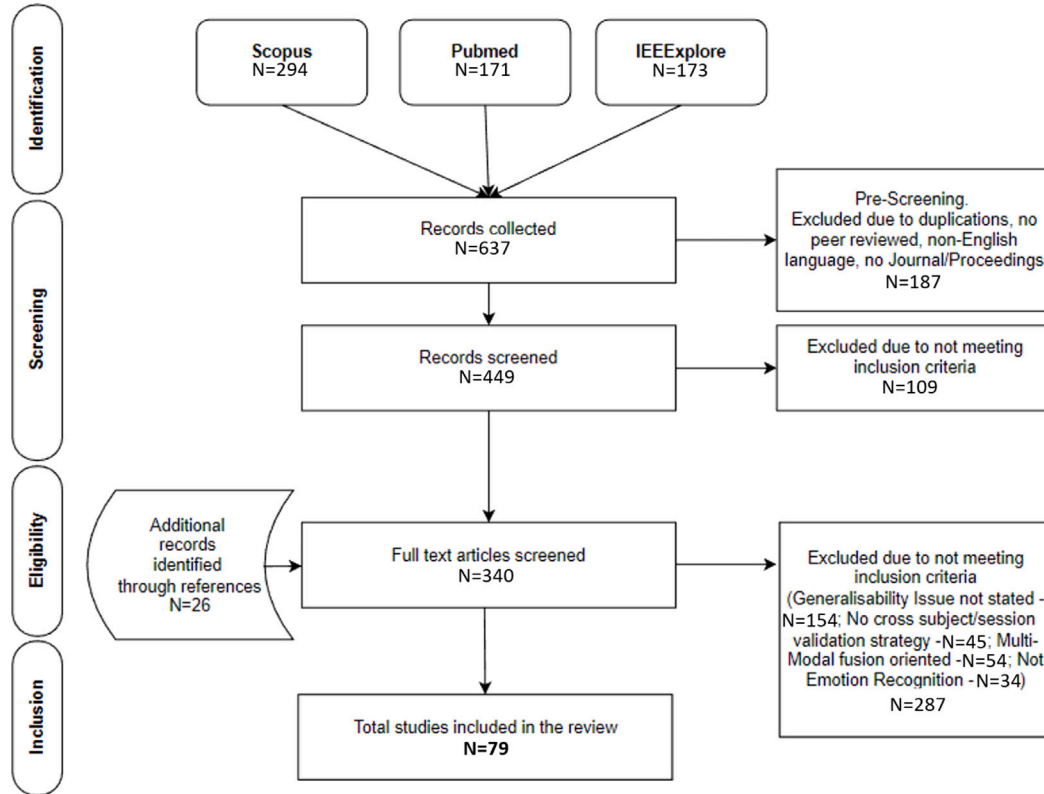 Identification
Scopus
N=294
Pubmed
N=171
IEEExplore
N=173
Screening
Records collected
N=637
Pre-Screening.
Excluded due to duplications, no
peer reviewed, non-English
language, no Journal/Proceedings
N=187
Records screened
N=449
Excluded due to not meeting
inclusion criteria
N=109
Eligibility
Additional
records
identified
through references
N=26
Full text articles screened
N=340
Excluded due to not meeting
inclusion criteria
(Generalisability Issue not stated -
N=154; No cross subject/session
validation strategy -N=45; Multi-
Modal fusion oriented -N=54; Not
Emotion Recognition -N=34)
N=287
Inclusion
Total studies included in the review
N=79